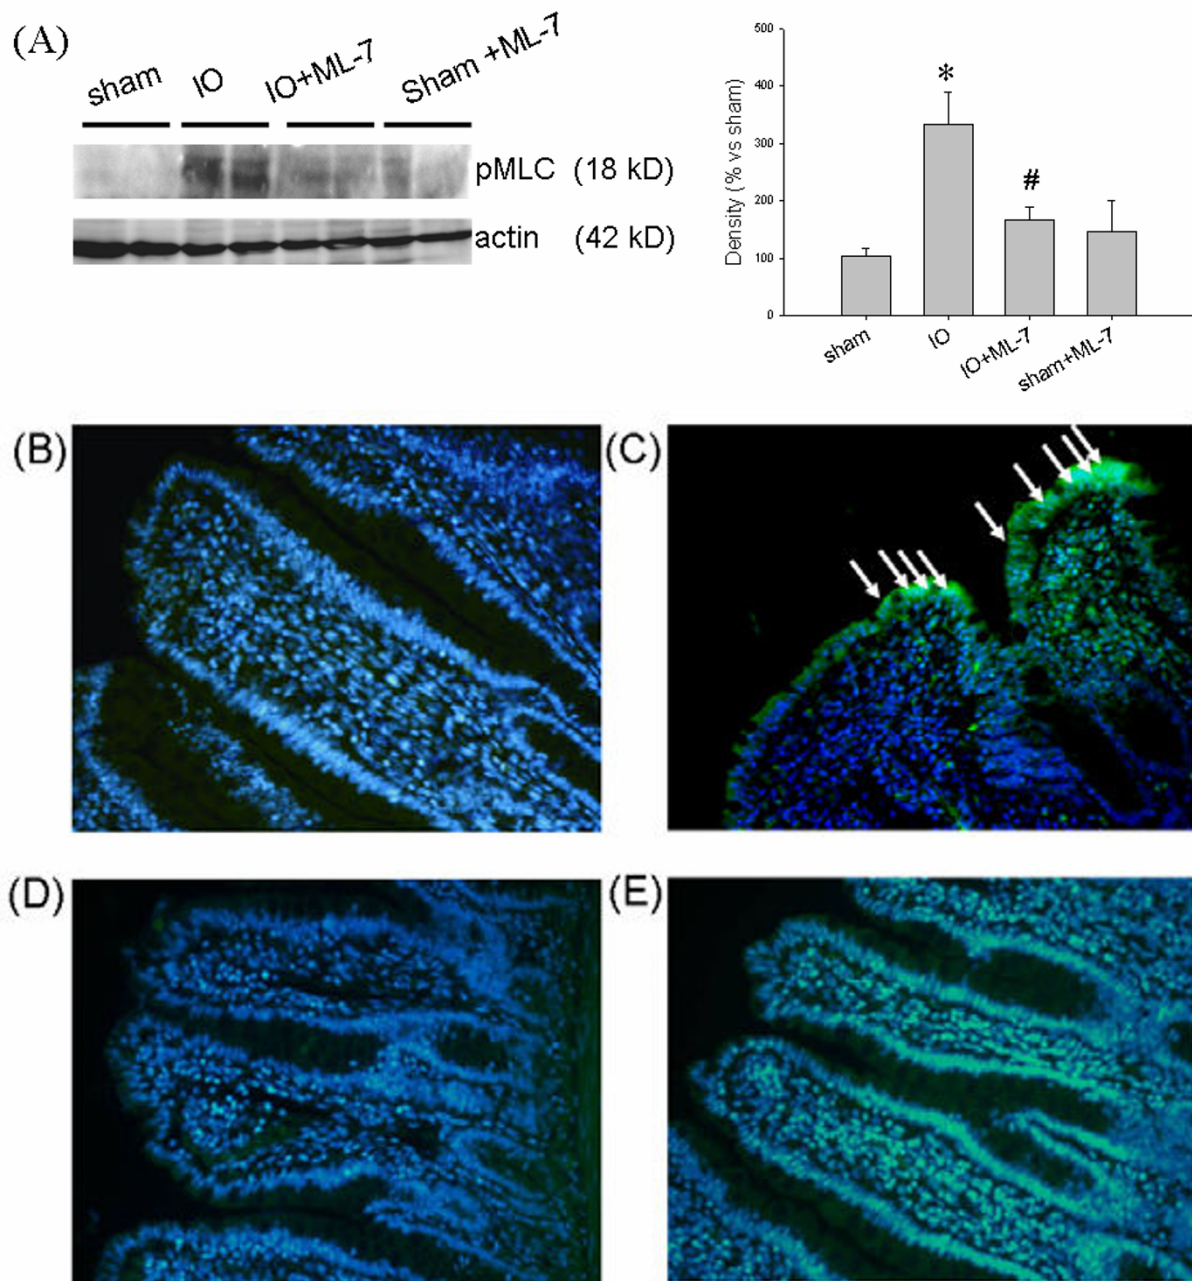 (A)
sham
IO
IO+ML-7
Sham +ML-7
pMLC (18 kD)
actin (42 kD)
Density (% vs sham)
500
400
300
200
100
0
*
#
sham
IO
IO+ML-7
sham+ML-7
(B)
(C)
(D)
(E)